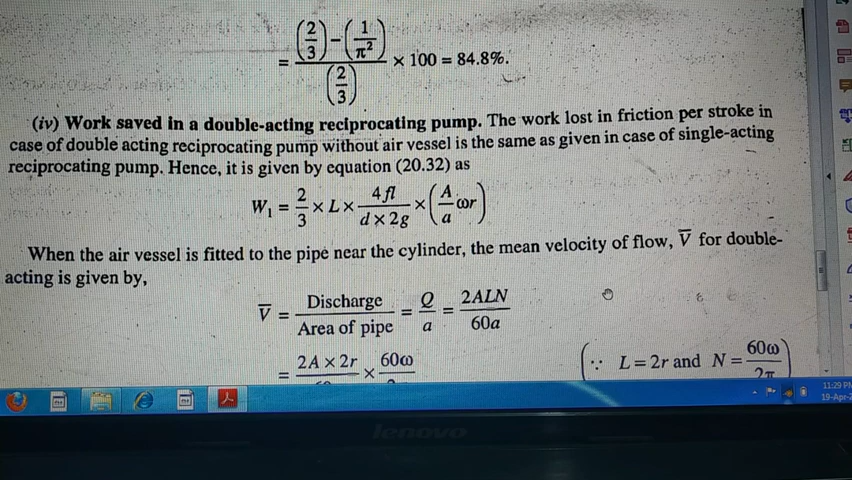 = ((2/3) − (1/π²)) / (2/3) × 100 = 84.8%.
(iv) Work saved in a double-acting reciprocating pump. The work lost in friction per stroke in
case of double acting reciprocating pump without air vessel is the same as given in case of single-acting
reciprocating pump. Hence, it is given by equation (20.32) as
W₁ = 2/3 × L × 4fl / (d × 2g) × (A/a ωr)
When the air vessel is fitted to the pipe near the cylinder, the mean velocity of flow, V̅ for double-
acting is given by,
V̅ = Discharge / Area of pipe = Q/a = 2ALN / 60a
= 2A × 2r × 60ω (∵ L = 2r and N = 60ω / 2π)
11:29 PM
19-Apr-2
lenovo